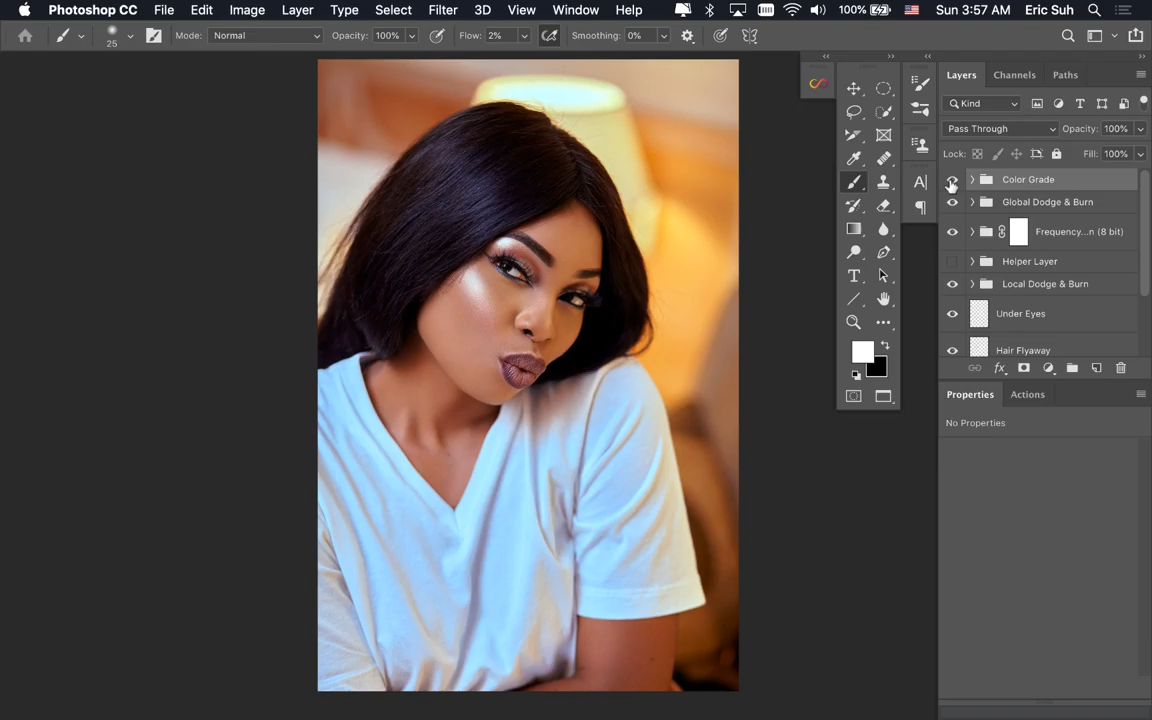 Photoshop CC File Edit Image Layer Type Select Filter 3D View Window Help 100% Sun 3:57 AM Eric Suh
25 Mode: Normal Opacity: 100% Flow: 2% Smoothing: 0%
Layers Channels Paths
Kind
Pass Through Opacity: 100%
Lock: Fill: 100%
Color Grade
Global Dodge & Burn
Frequency...n (8 bit)
Helper Layer
Local Dodge & Burn
Under Eyes
Hair Flyaway
Properties Actions
No Properties